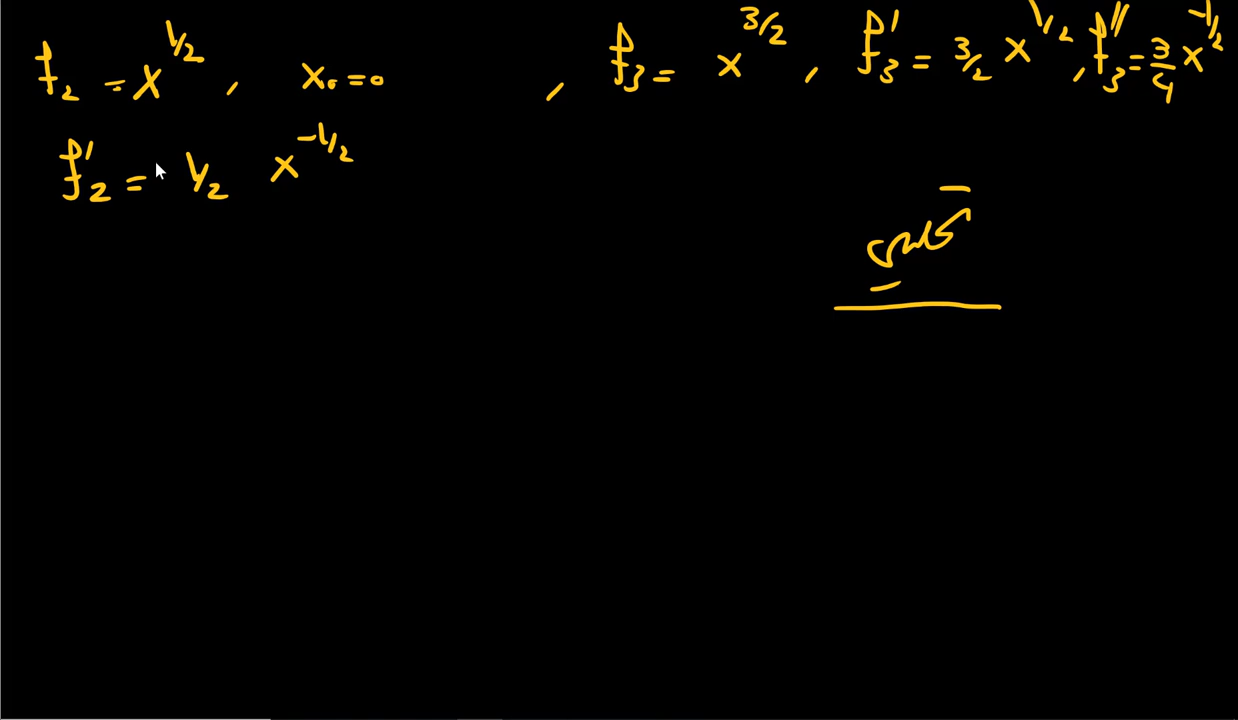 f₂ = x^{1/2} , x₀ = 0 , f₃ = x^{3/2} , f₃' = 3/2 x^{1/2} , f₃'' = 3/4 x^{-1/2}
f₂' = 1/2 x^{-1/2}